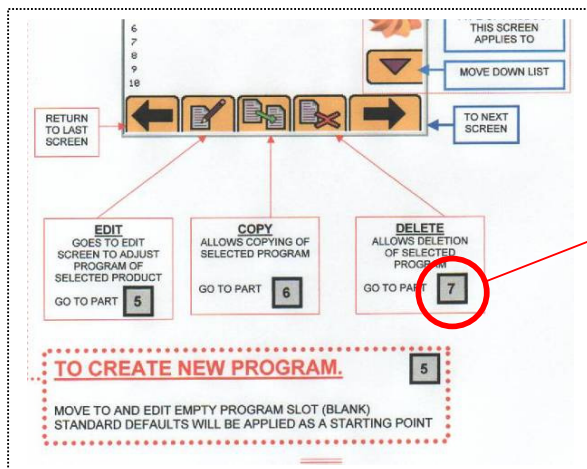 THIS SCREEN
APPLIES TO
6
7
8
9
10
MOVE DOWN LIST
RETURN
TO LAST
SCREEN
TO NEXT
SCREEN
EDIT
GOES TO EDIT
SCREEN TO ADJUST
PROGRAM OF
SELECTED PRODUCT
GO TO PART 5
COPY
ALLOWS COPYING OF
SELECTED PROGRAM
GO TO PART 6
DELETE
ALLOWS DELETION
OF SELECTED
PROGRAM
GO TO PART 7
TO CREATE NEW PROGRAM. 5
MOVE TO AND EDIT EMPTY PROGRAM SLOT (BLANK)
STANDARD DEFAULTS WILL BE APPLIED AS A STARTING POINT